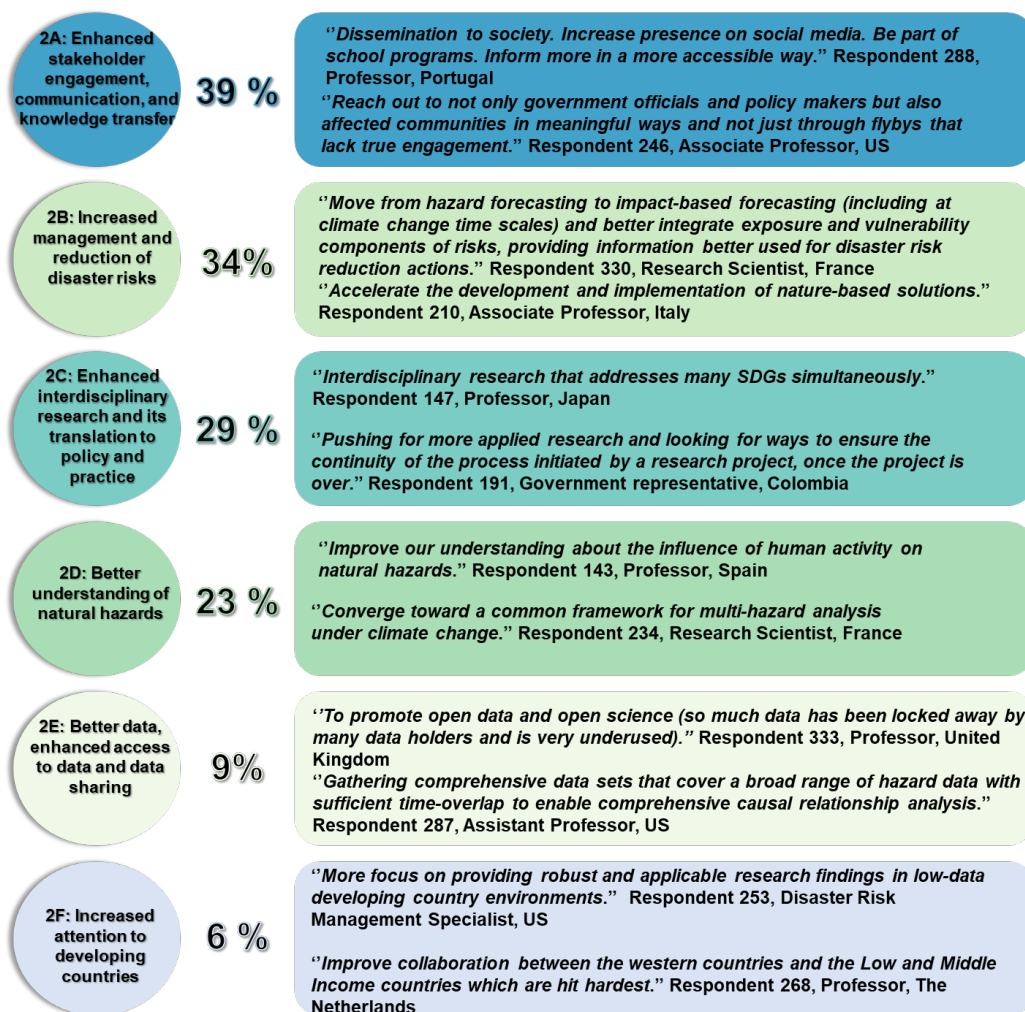 2A: Enhanced
stakeholder
engagement,
communication, and
knowledge transfer
39 %
‘’Dissemination to society. Increase presence on social media. Be part of
school programs. Inform more in a more accessible way.’’ Respondent 288,
Professor, Portugal
‘’Reach out to not only government officials and policy makers but also
affected communities in meaningful ways and not just through flybys that
lack true engagement.’’ Respondent 246, Associate Professor, US
2B: Increased
management and
reduction of
disaster risks
34%
‘’Move from hazard forecasting to impact-based forecasting (including at
climate change time scales) and better integrate exposure and vulnerability
components of risks, providing information better used for disaster risk
reduction actions.’’ Respondent 330, Research Scientist, France
‘’Accelerate the development and implementation of nature-based solutions.’’
Respondent 210, Associate Professor, Italy
2C: Enhanced
interdisciplinary
research and its
translation to
policy and
practice
29 %
‘’Interdisciplinary research that addresses many SDGs simultaneously.’’
Respondent 147, Professor, Japan
‘’Pushing for more applied research and looking for ways to ensure the
continuity of the process initiated by a research project, once the project is
over.’’ Respondent 191, Government representative, Colombia
2D: Better
understanding of
natural hazards
23 %
‘’Improve our understanding about the influence of human activity on
natural hazards.’’ Respondent 143, Professor, Spain
‘’Converge toward a common framework for multi-hazard analysis
under climate change.’’ Respondent 234, Research Scientist, France
2E: Better data,
enhanced access
to data and data
sharing
9%
‘’To promote open data and open science (so much data has been locked away by
many data holders and is very underused).’’ Respondent 333, Professor, United
Kingdom
‘’Gathering comprehensive data sets that cover a broad range of hazard data with
sufficient time-overlap to enable comprehensive causal relationship analysis.’’
Respondent 287, Assistant Professor, US
2F: Increased
attention to
developing
countries
6 %
‘’More focus on providing robust and applicable research findings in low-data
developing country environments.’’ Respondent 253, Disaster Risk
Management Specialist, US
‘’Improve collaboration between the western countries and the Low and Middle
Income countries which are hit hardest.’’ Respondent 268, Professor, The
Netherlands